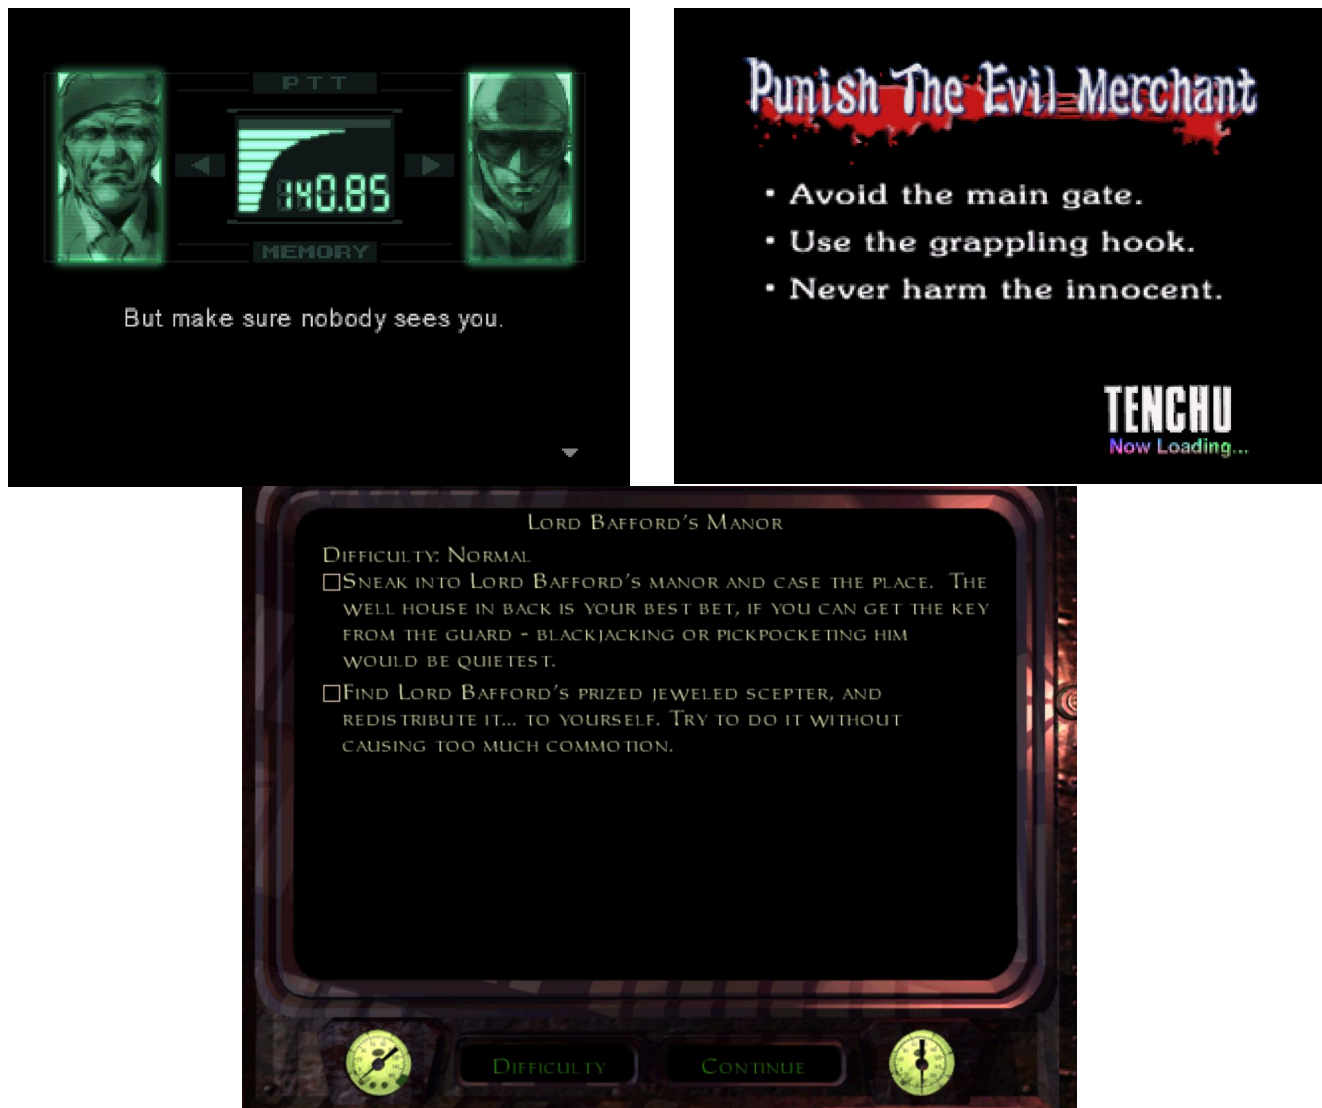 PTT
140.85
MEMORY
But make sure nobody sees you.
Punish The Evil Merchant
• Avoid the main gate.
• Use the grappling hook.
• Never harm the innocent.
TENCHU
Now Loading...
Lord Bafford's Manor
Difficulty: Normal
Sneak into Lord Bafford's manor and case the place. The
well house in back is your best bet, if you can get the key
from the guard - blackjacking or pickpocketing him
would be quietest.
Find Lord Bafford's prized jeweled scepter, and
redistribute it... to yourself. Try to do it without
causing too much commotion.
Difficulty
Continue